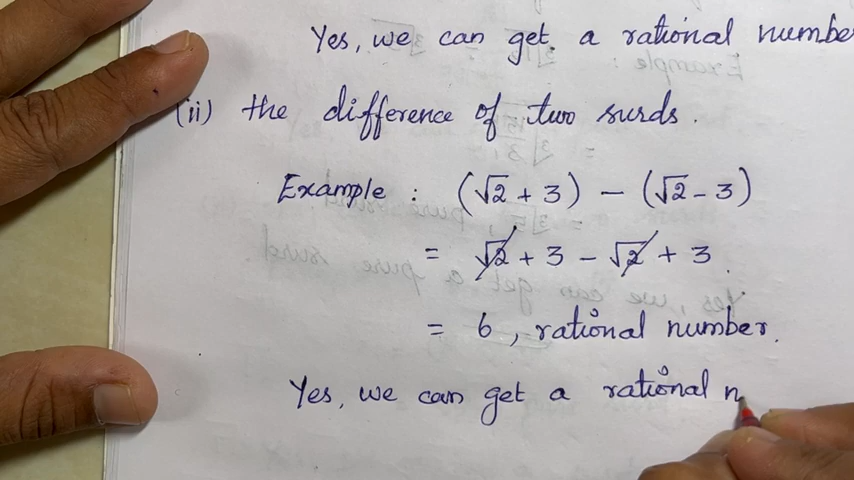 Yes, we can get a rational numbe
(ii) the difference of two surds.
Example : (√2 + 3) − (√2 − 3)
= √2 + 3 − √2 + 3
= 6, rational number.
Yes, we can get a rational n